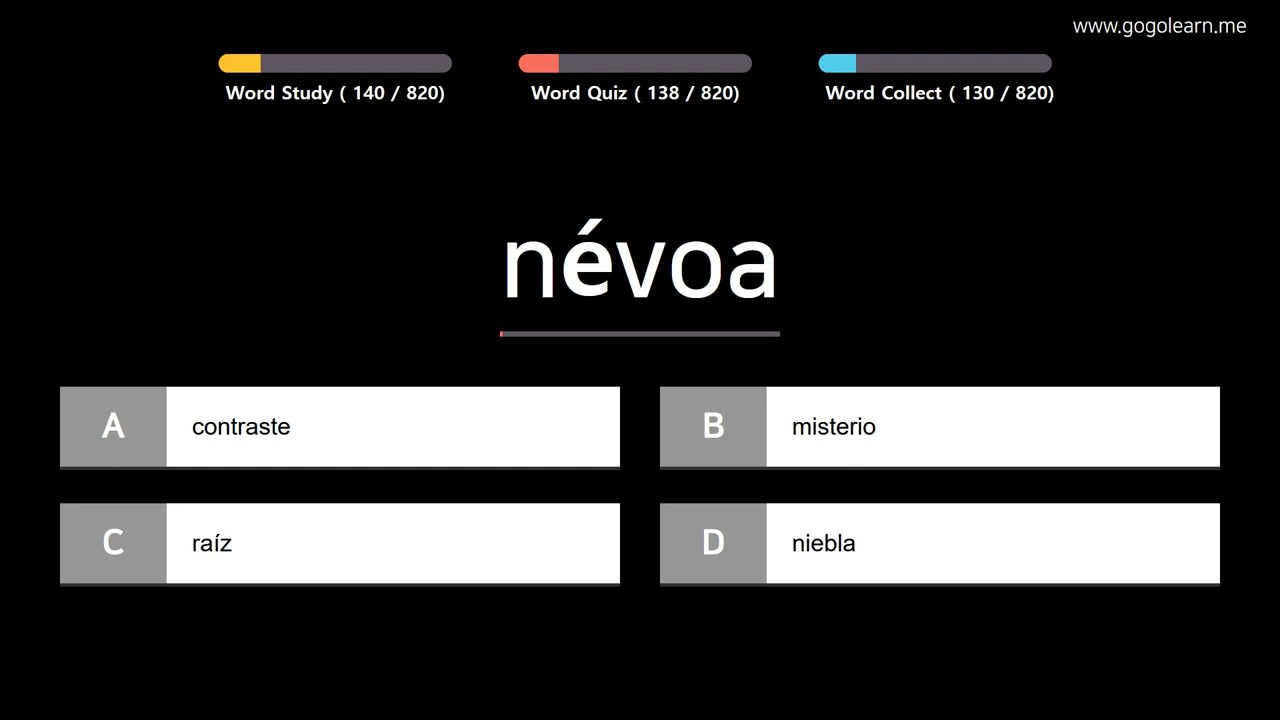 www.gogolearn.me
Word Study ( 140 / 820)
Word Quiz ( 138 / 820)
Word Collect ( 130 / 820)
névoa
A contraste
B misterio
C raíz
D niebla